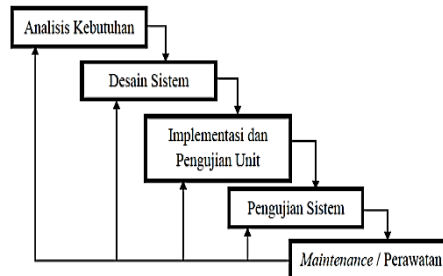 Analisis Kebutuhan
Desain Sistem
Implementasi dan
Pengujian Unit
Pengujian Sistem
Maintenance / Perawatan